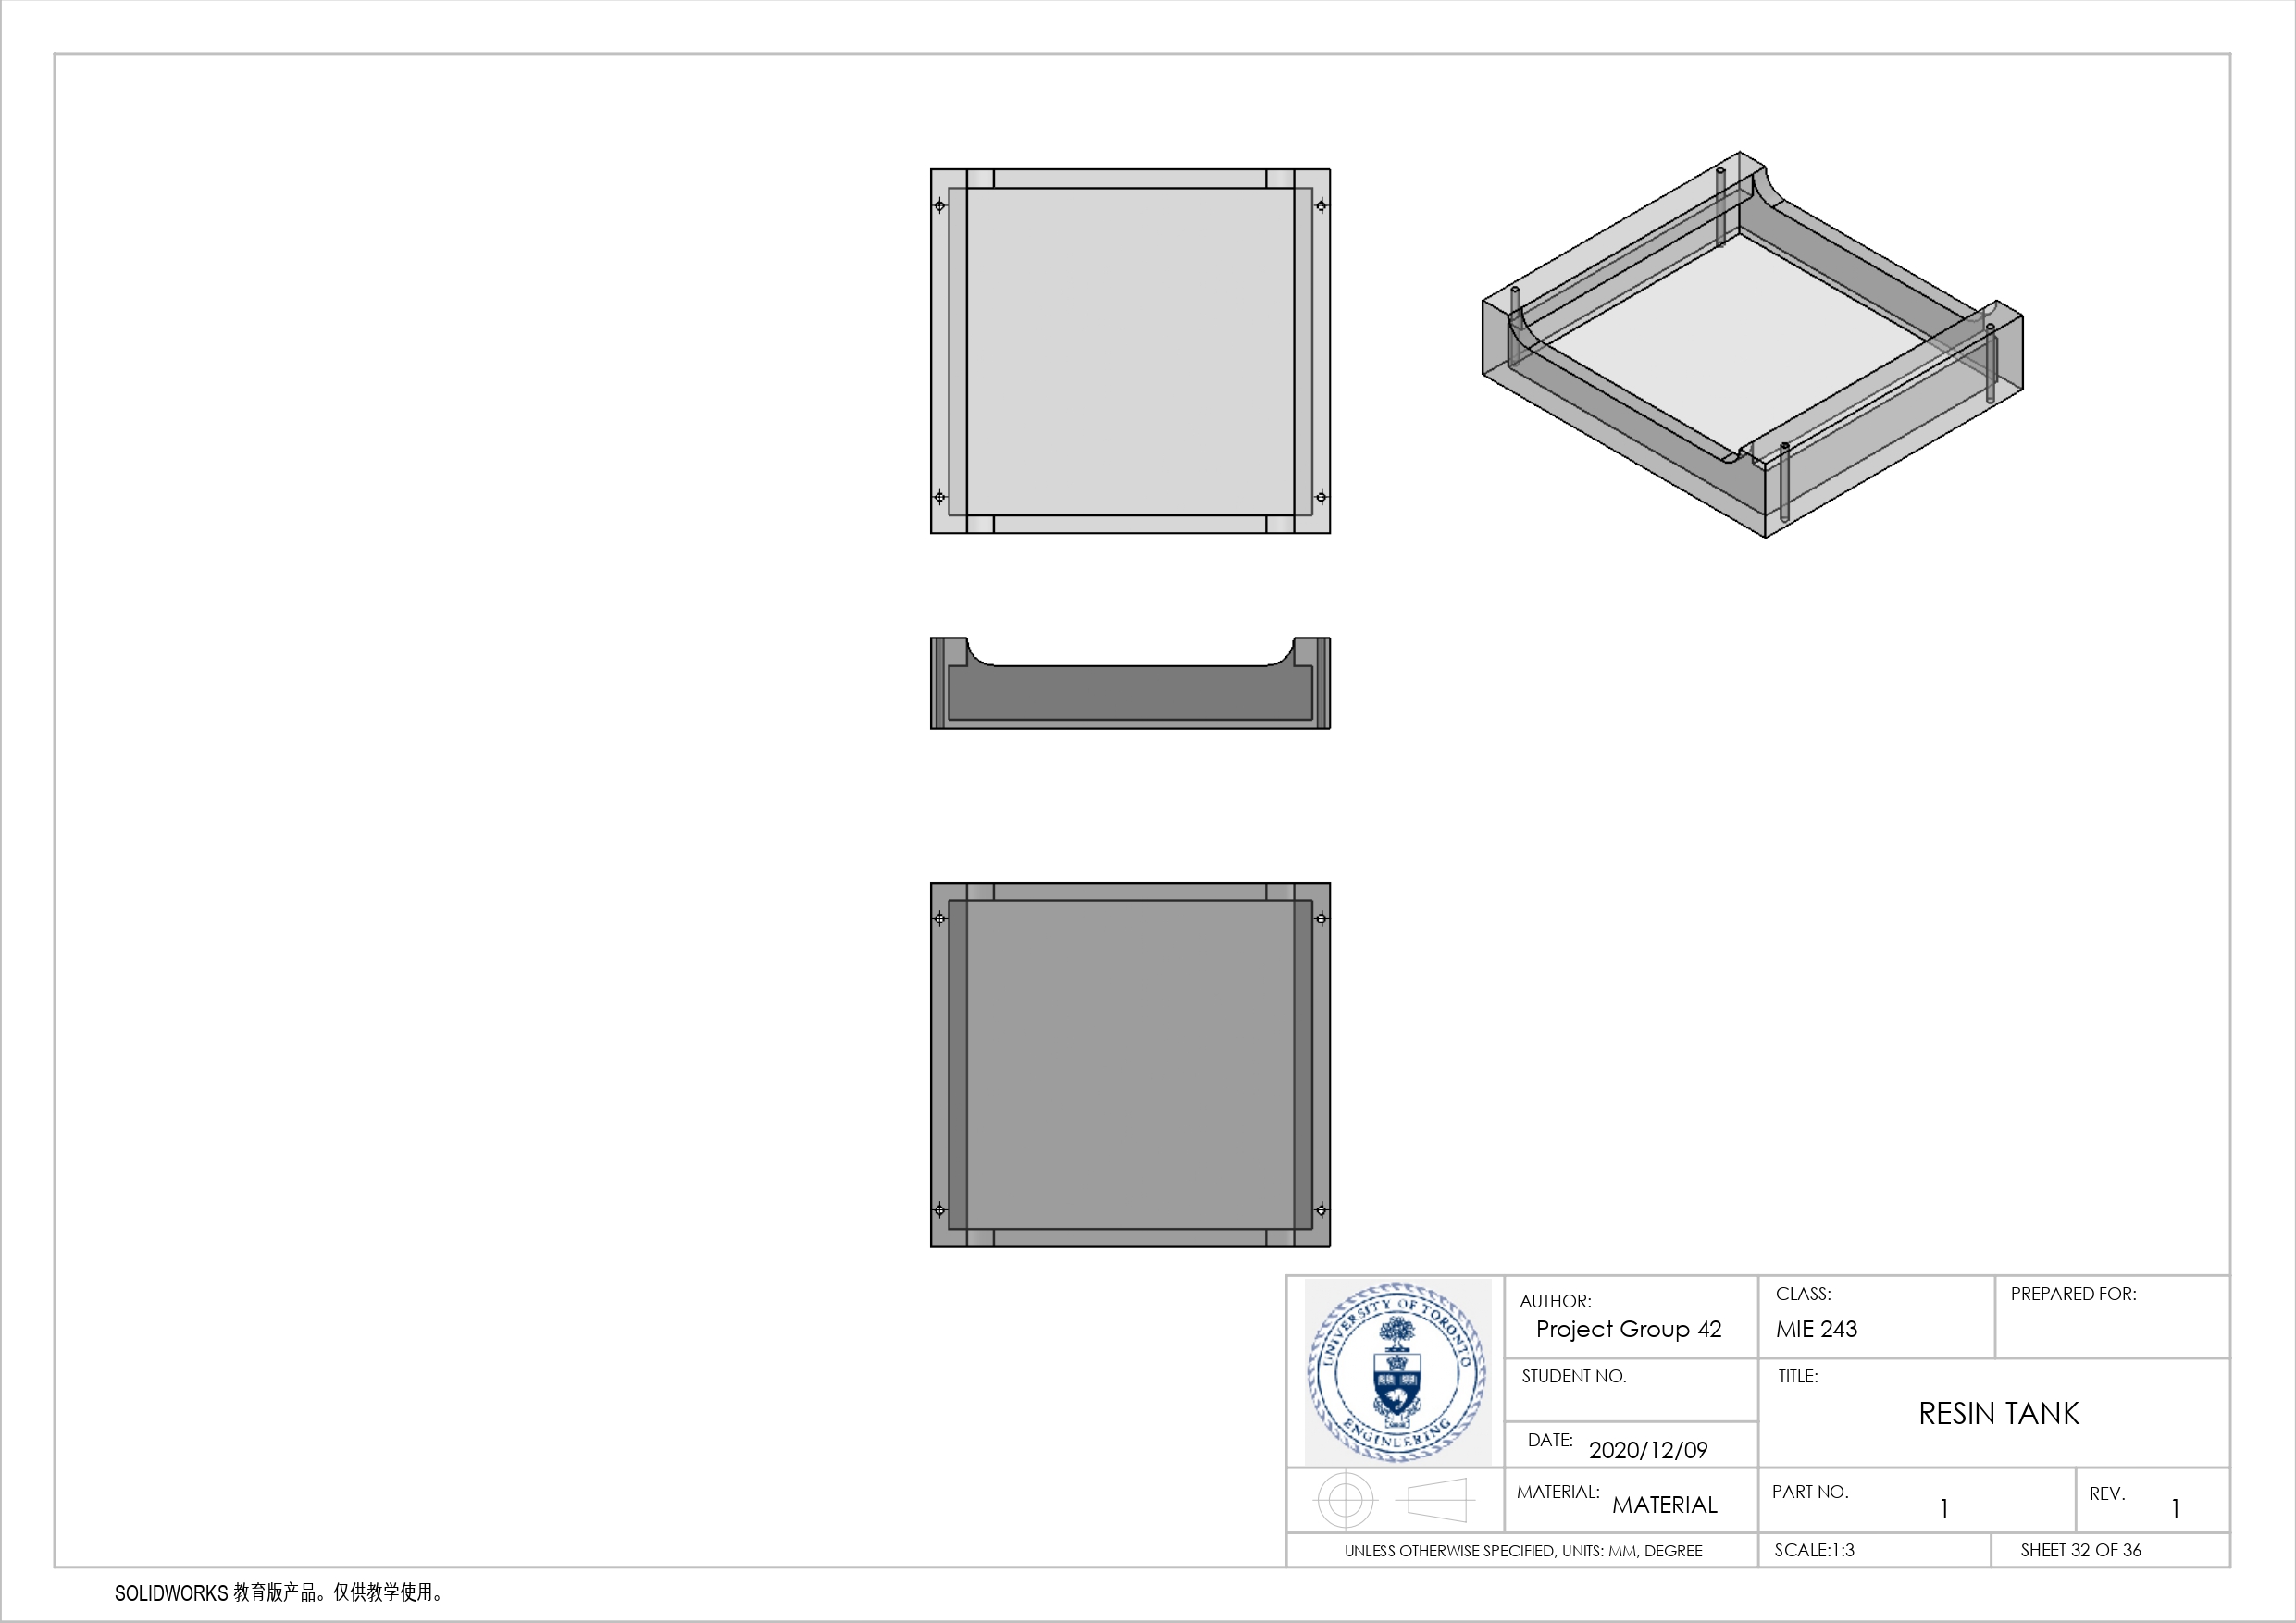 UNIVERSITY OF TORONTO
ENGINEERING
AUTHOR:
Project Group 42
CLASS:
MIE 243
PREPARED FOR:
STUDENT NO.
TITLE:
RESIN TANK
DATE: 2020/12/09
MATERIAL: MATERIAL
PART NO.
1
REV.
1
UNLESS OTHERWISE SPECIFIED, UNITS: MM, DEGREE
SCALE:1:3
SHEET 32 OF 36
SOLIDWORKS 教育版产品。仅供教学使用。